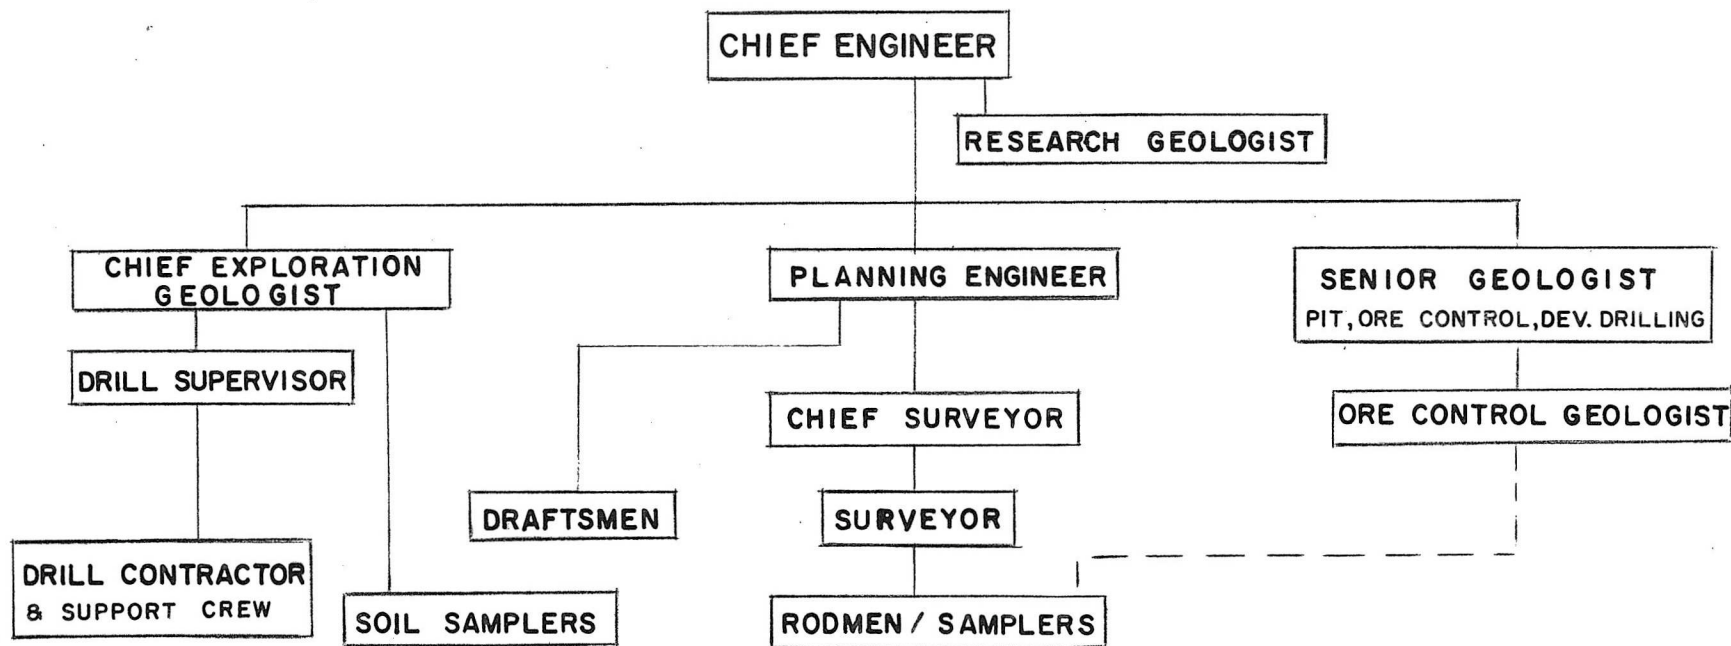 CHIEF ENGINEER
RESEARCH GEOLOGIST
CHIEF EXPLORATION
GEOLOGIST
PLANNING ENGINEER
SENIOR GEOLOGIST
PIT, ORE CONTROL, DEV. DRILLING
DRILL SUPERVISOR
CHIEF SURVEYOR
ORE CONTROL GEOLOGIST
DRAFTSMEN
SURVEYOR
DRILL CONTRACTOR
& SUPPORT CREW
SOIL SAMPLERS
RODMEN / SAMPLERS